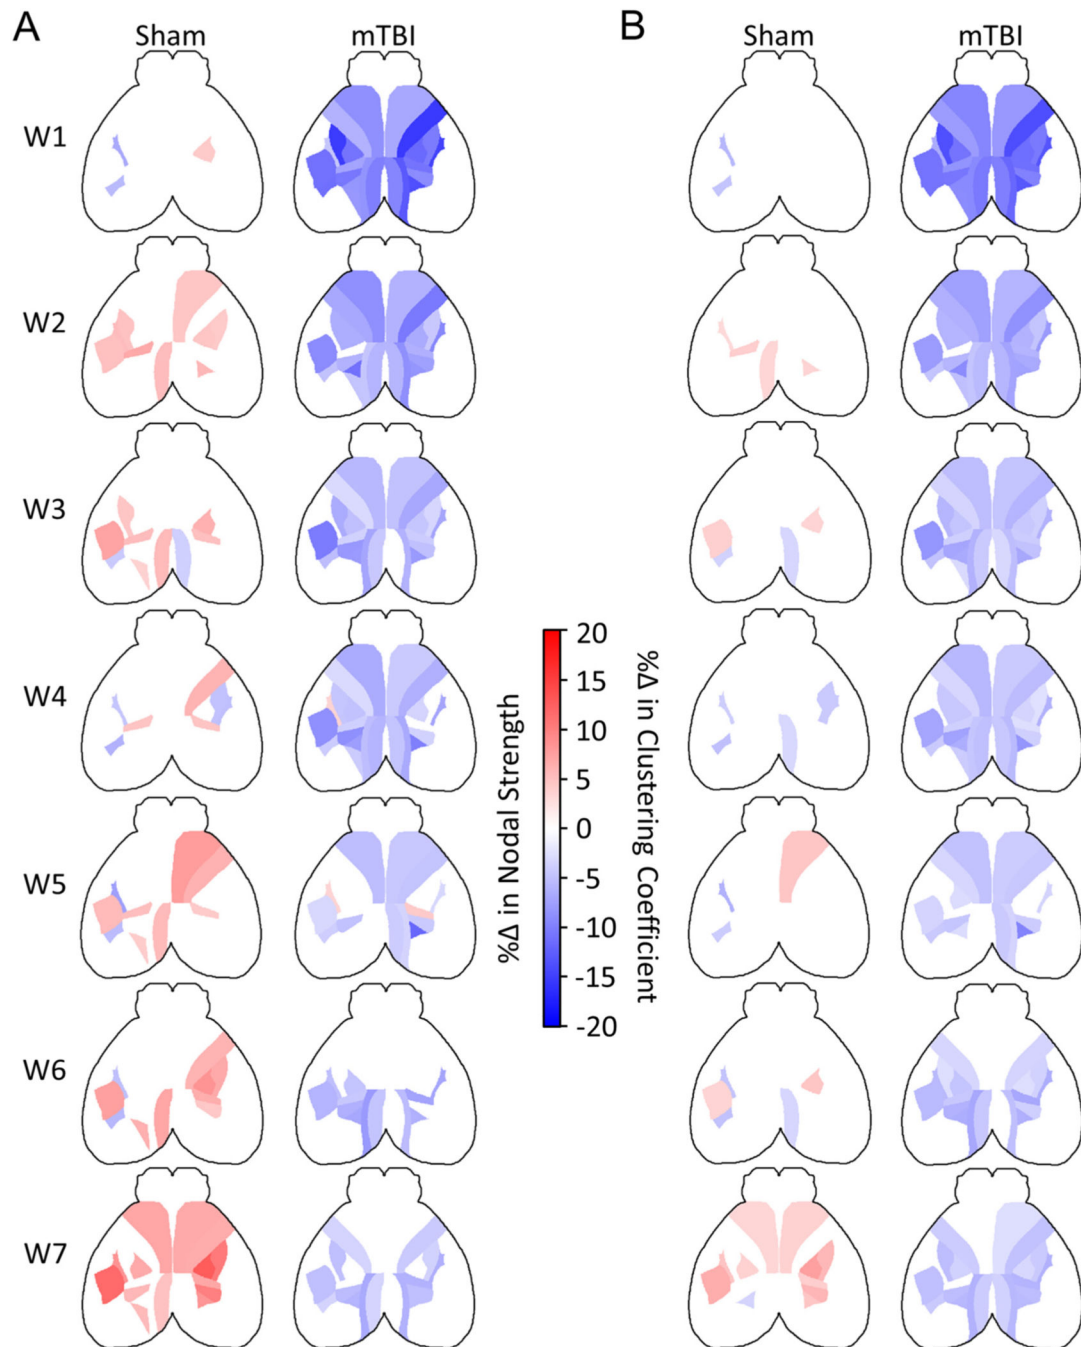 A
B
Sham
mTBI
Sham
mTBI
W1
W2
W3
W4
W5
W6
W7
%Δ in Nodal Strength
20
15
10
5
0
-5
-10
-15
-20
%Δ in Clustering Coefficient